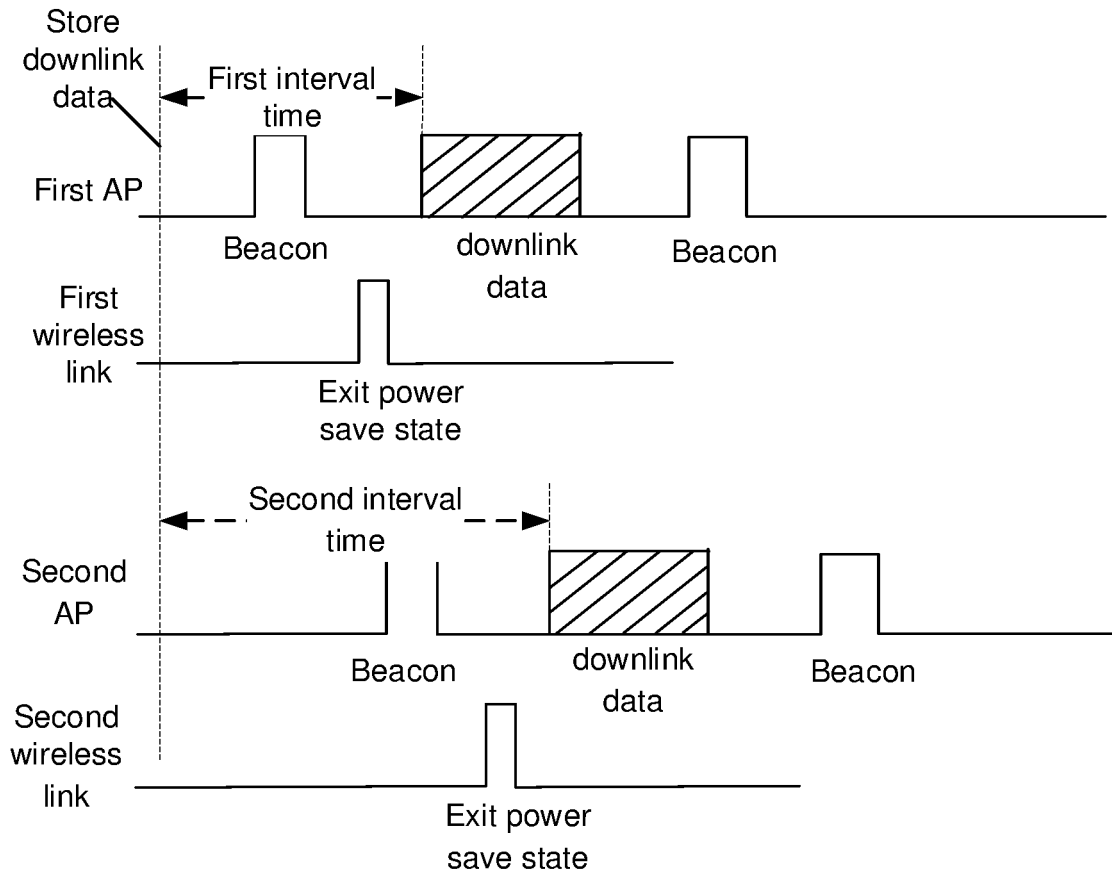 Store
downlink
data
First interval
time
First AP
Beacon
downlink
data
Beacon
First
wireless
link
Exit power
save state
Second interval
time
Second
AP
Beacon
downlink
data
Beacon
Second
wireless
link
Exit power
save state